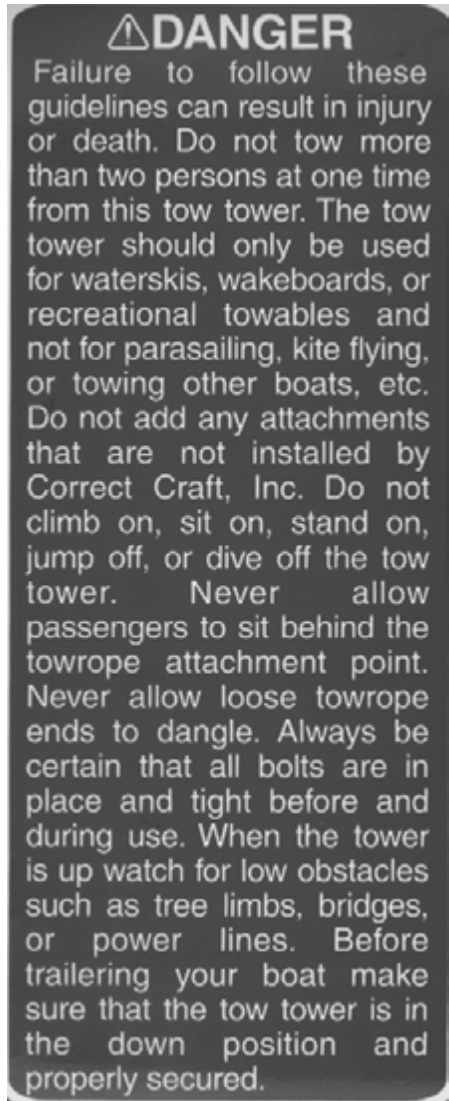 ⚠DANGER
Failure to follow these
guidelines can result in injury
or death. Do not tow more
than two persons at one time
from this tow tower. The tow
tower should only be used
for waterskis, wakeboards, or
recreational towables and
not for parasailing, kite flying,
or towing other boats, etc.
Do not add any attachments
that are not installed by
Correct Craft, Inc. Do not
climb on, sit on, stand on,
jump off, or dive off the tow
tower. Never allow
passengers to sit behind the
towrope attachment point.
Never allow loose towrope
ends to dangle. Always be
certain that all bolts are in
place and tight before and
during use. When the tower
is up watch for low obstacles
such as tree limbs, bridges,
or power lines. Before
trailering your boat make
sure that the tow tower is in
the down position and
properly secured.